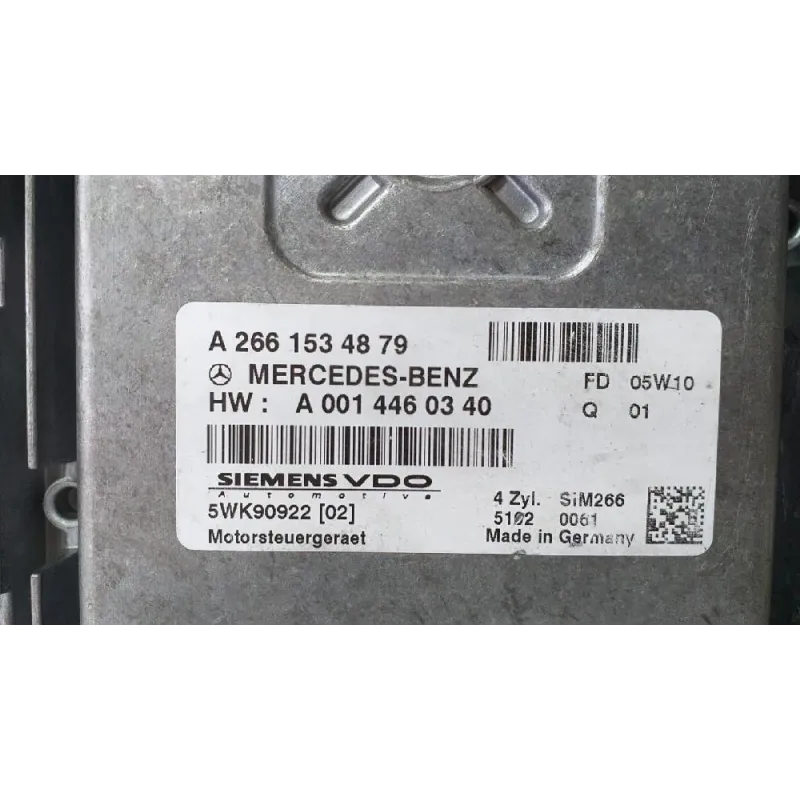 A 266 153 48 79
MERCEDES-BENZ
FD 05W10
HW : A 001 446 03 40
Q 01
SIEMENS VDO
Automotive
4 Zyl. SiM266
5WK90922 [02]
5102 0061
Motorsteuergeraet
Made in Germany